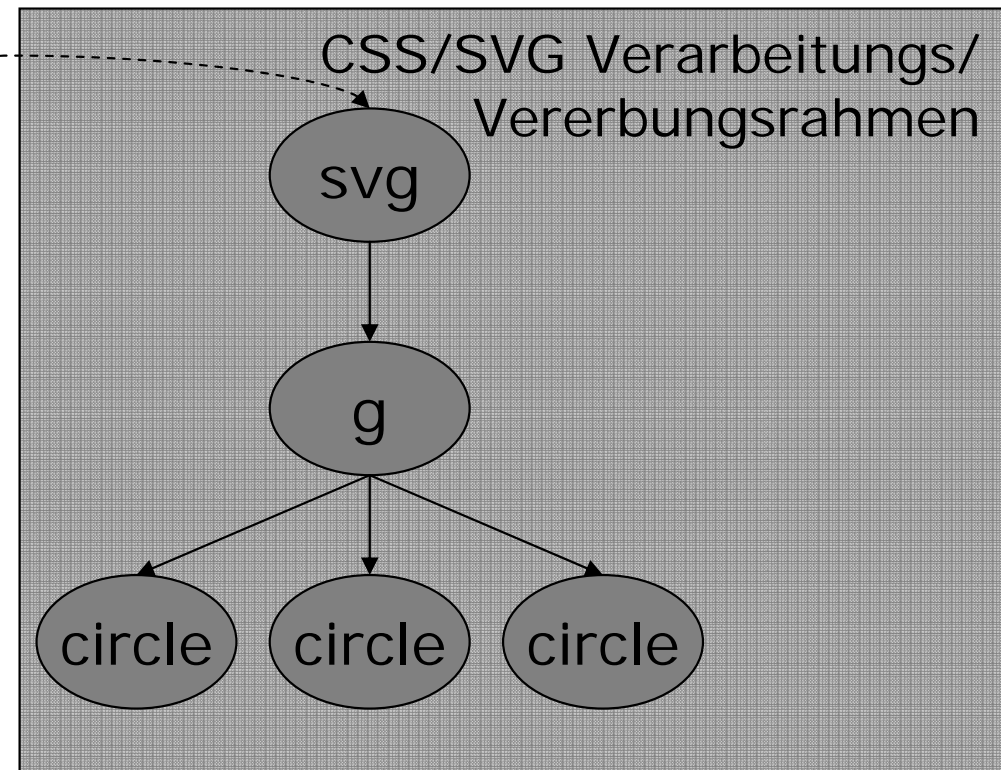 CSS/SVG Verarbeitungs/
Vererbungsrahmen
svg
g
circle circle circle